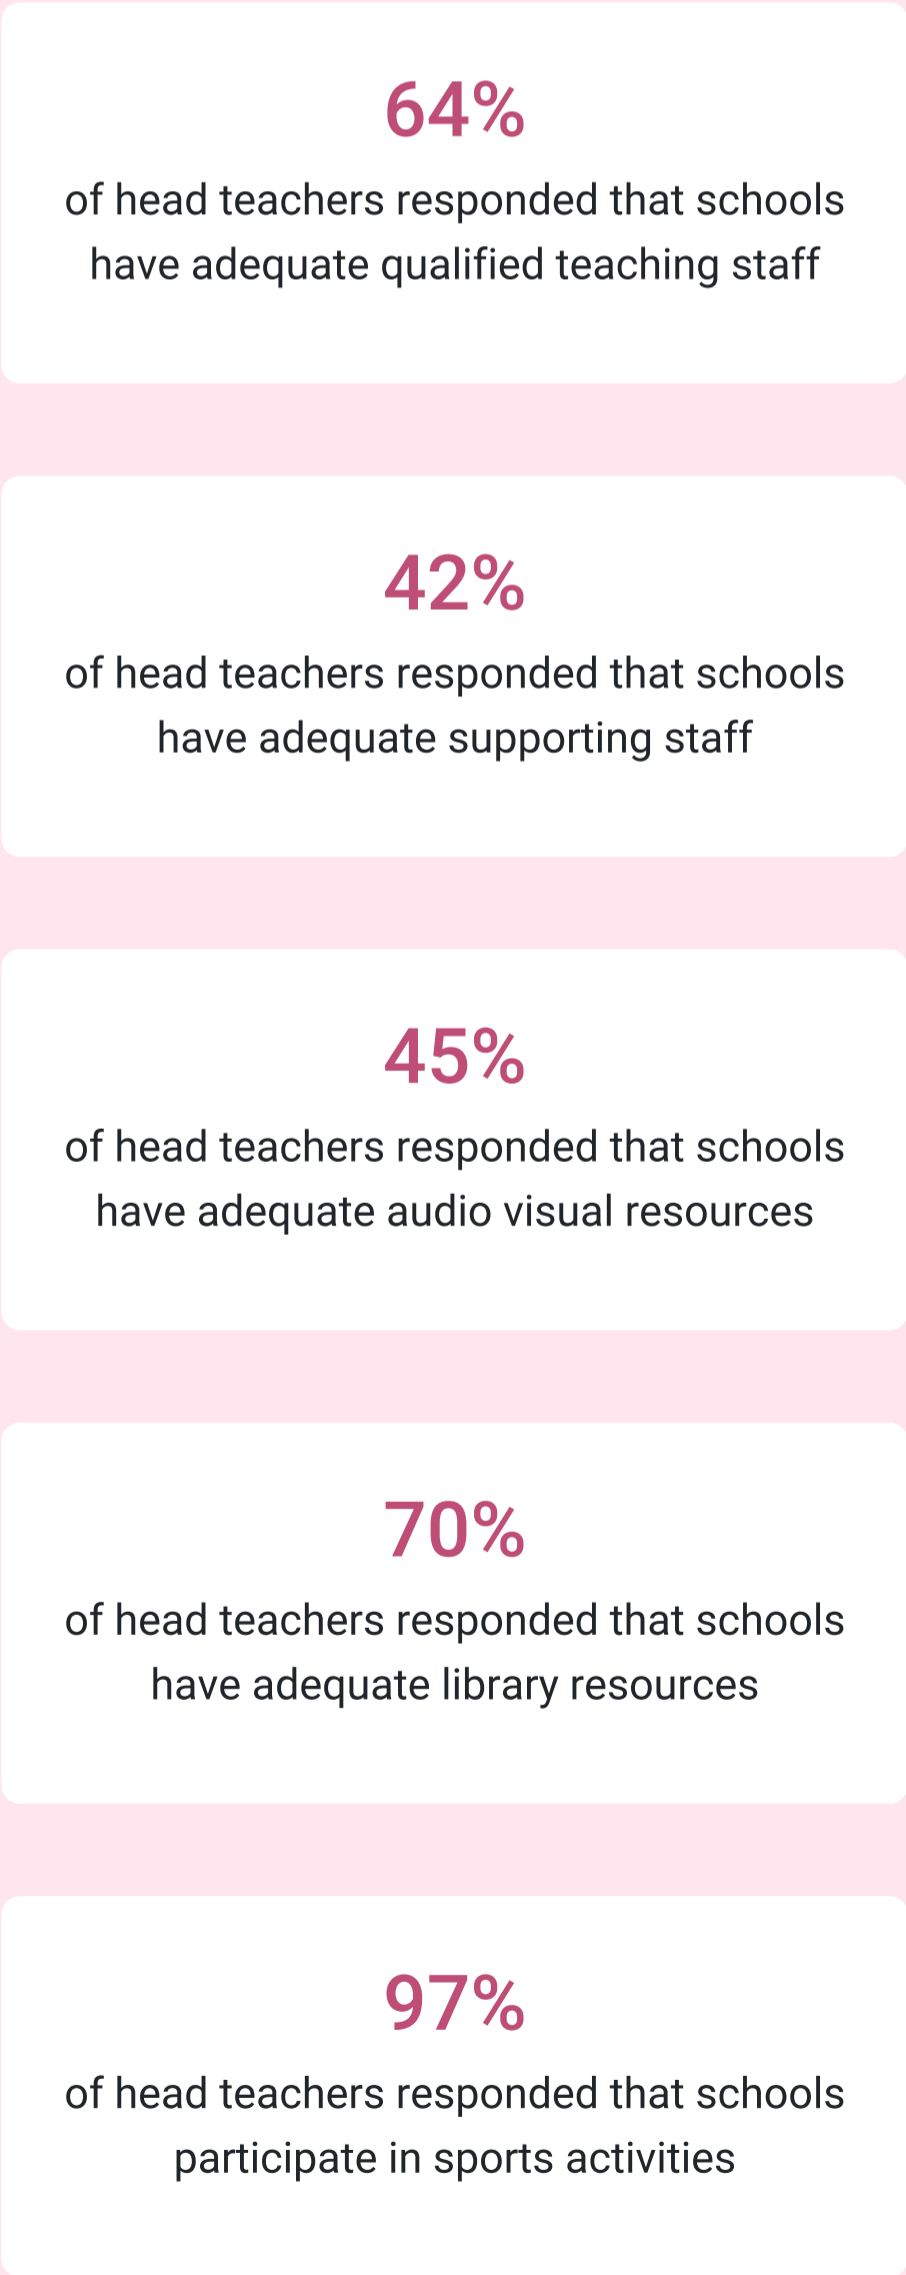 64%
of head teachers responded that schools
have adequate qualified teaching staff
42%
of head teachers responded that schools
have adequate supporting staff
45%
of head teachers responded that schools
have adequate audio visual resources
70%
of head teachers responded that schools
have adequate library resources
97%
of head teachers responded that schools
participate in sports activities